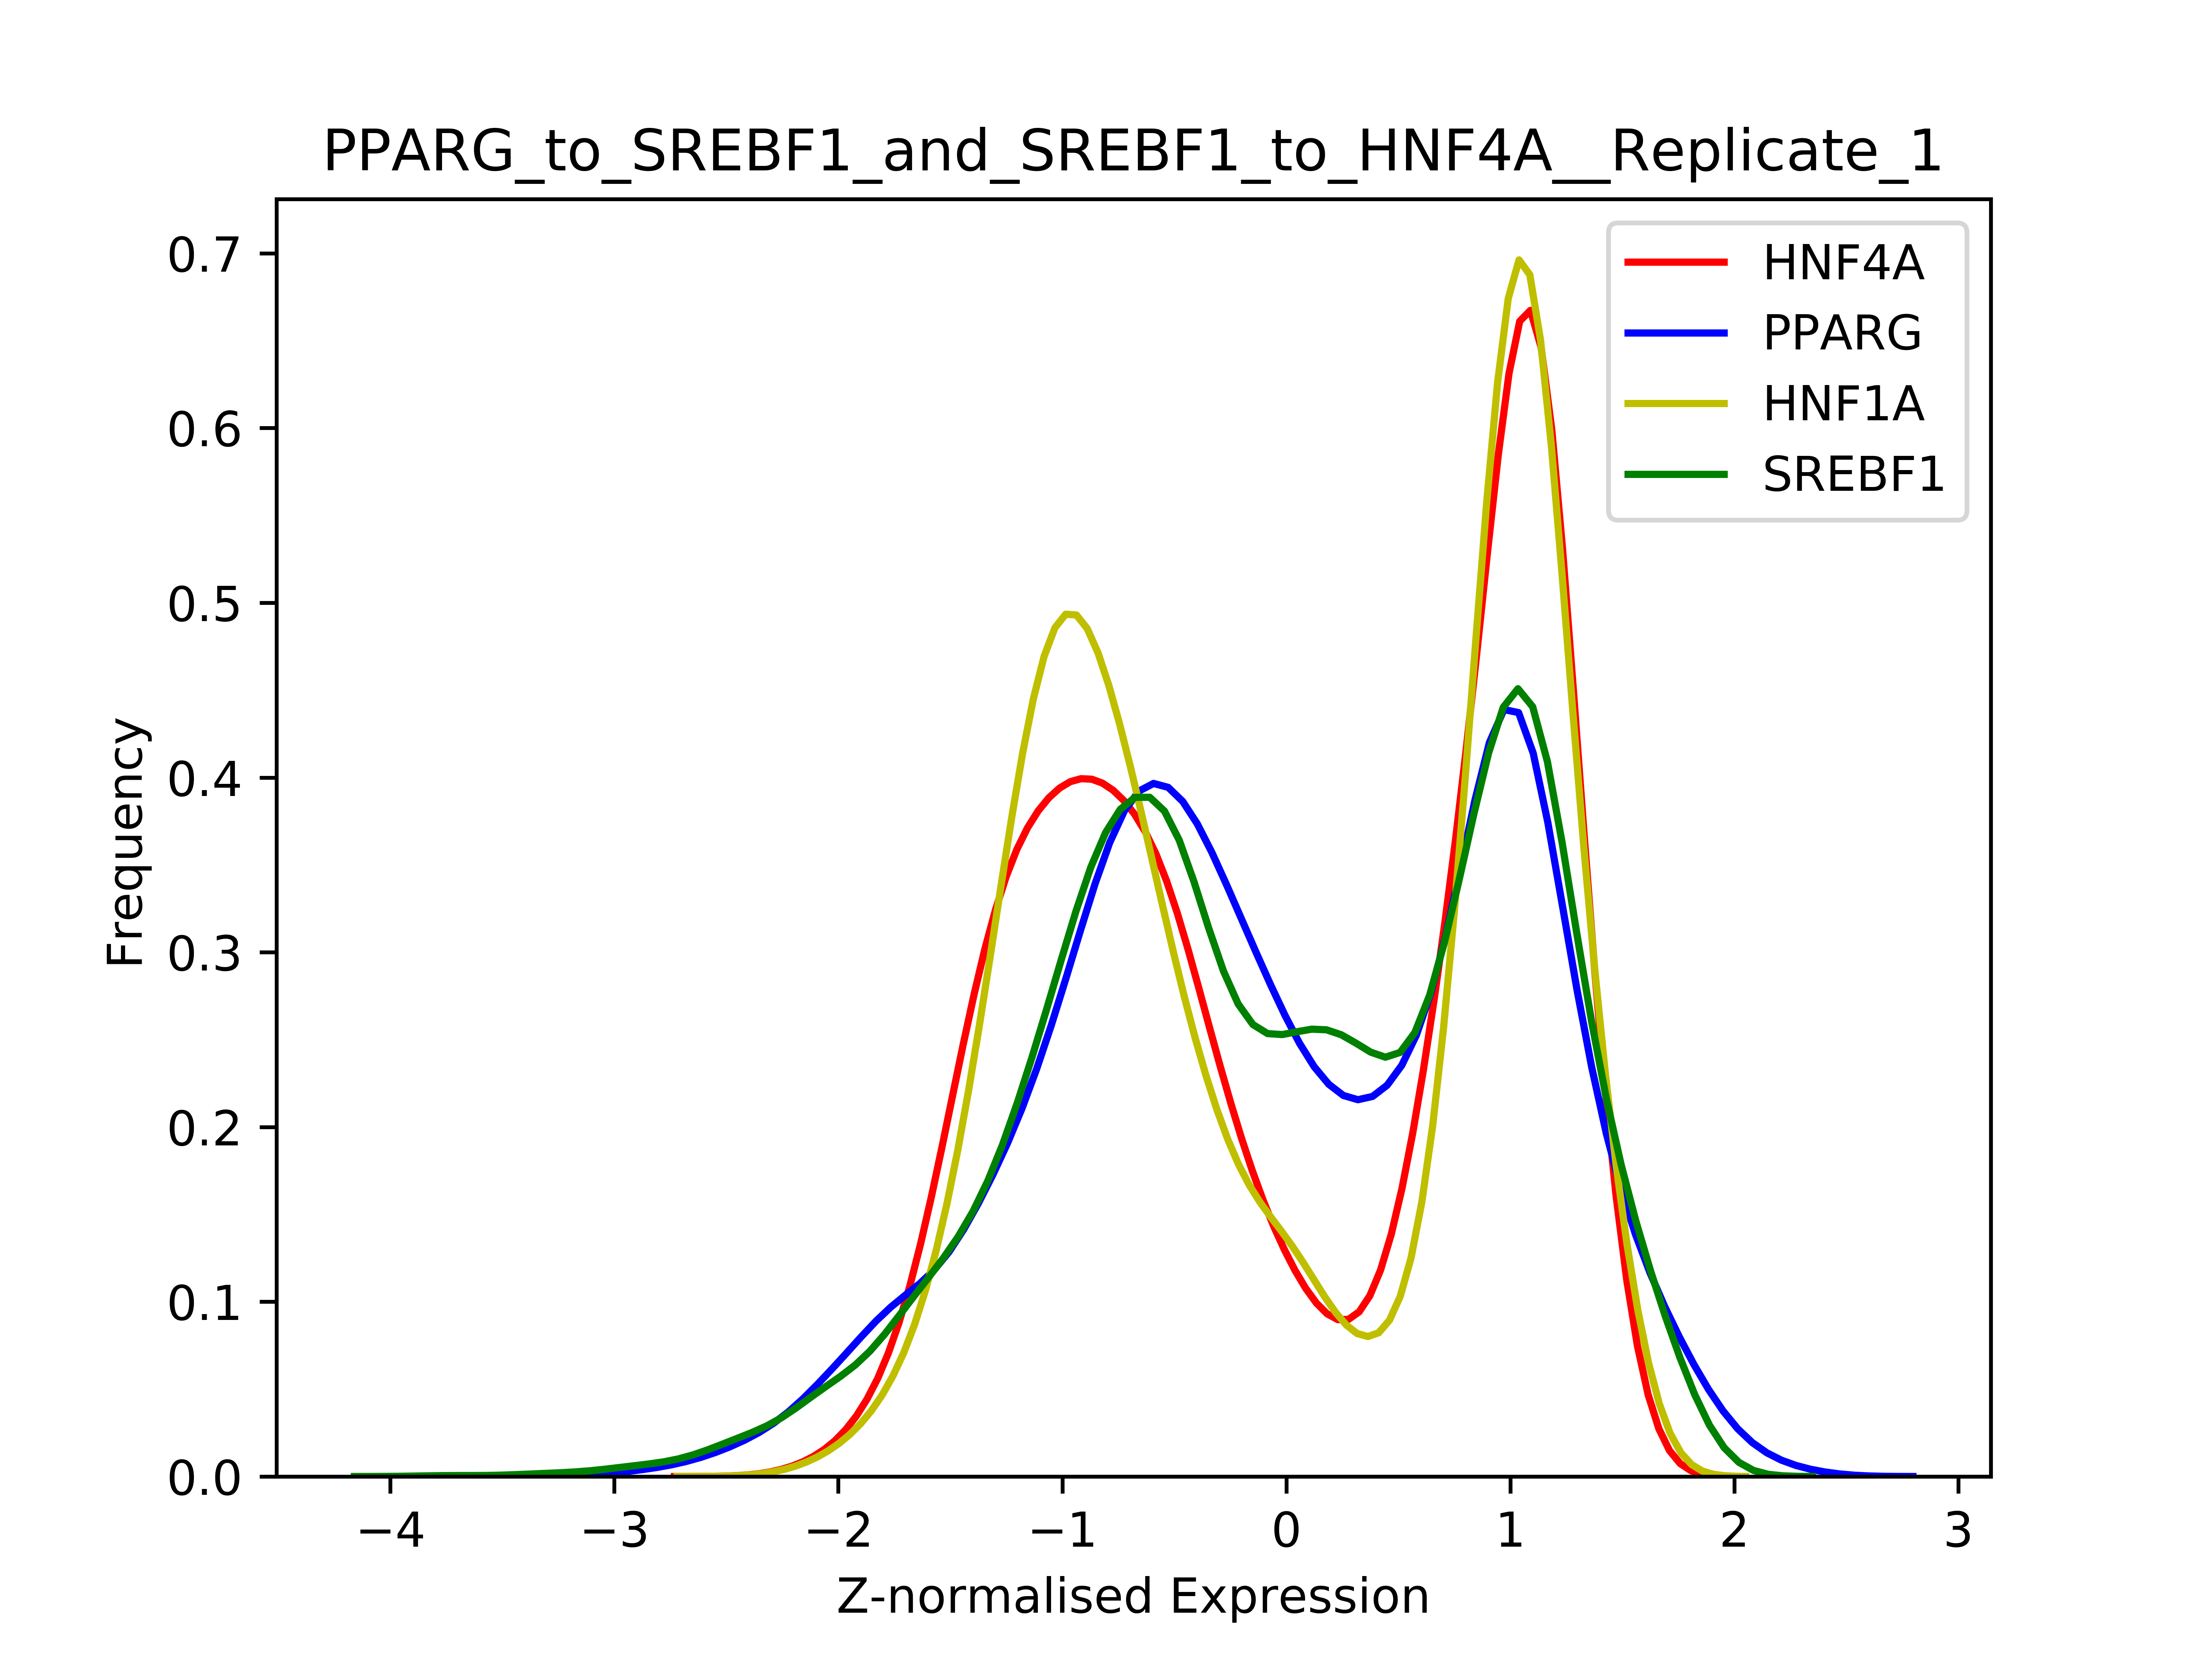 PPARG_to_SREBF1_and_SREBF1_to_HNF4A__Replicate_1
HNF4A
PPARG
HNF1A
SREBF1
0.7
0.6
0.5
0.4
0.3
0.2
0.1
0.0
Frequency
−4 −3 −2 −1 0 1 2 3
Z-normalised Expression